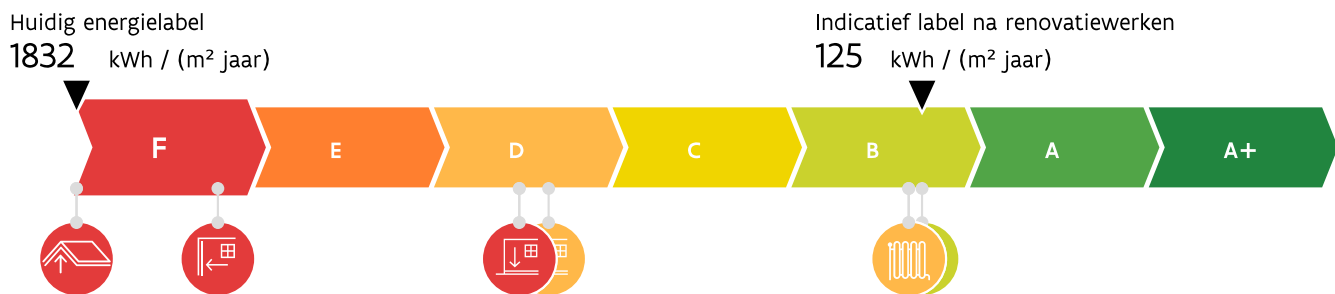 Huidig energielabel
1832 kWh / (m² jaar)
Indicatief label na renovatiewerken
125 kWh / (m² jaar)
F E D C B A A+